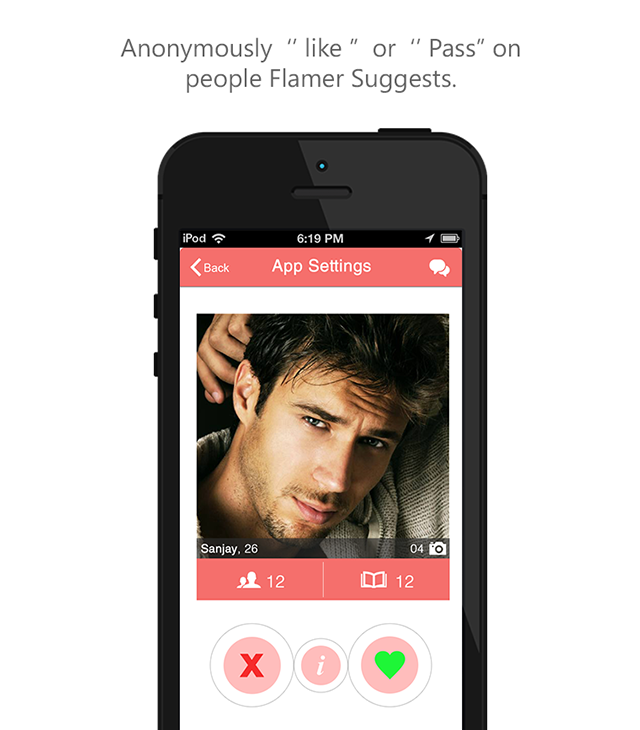 Anonymously “ like ” or “ Pass” on
people Flamer Suggests.
iPod 6:19 PM
Back App Settings
Sanjay, 26 04
12 12
X i